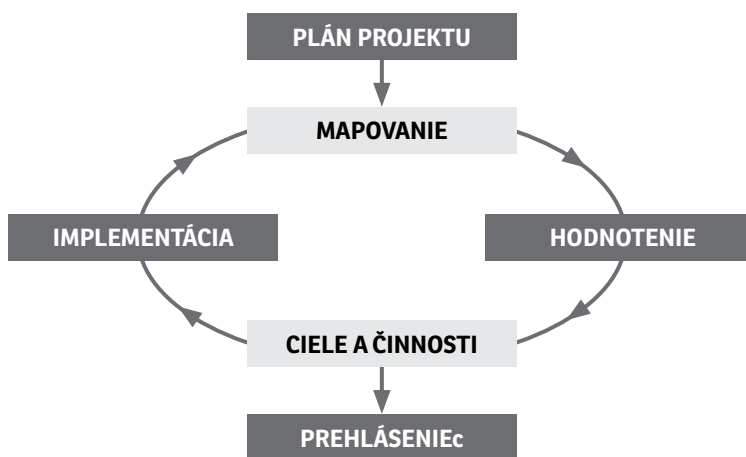 PLÁN PROJEKTU
MAPOVANIE
IMPLEMENTÁCIA
HODNOTENIE
CIELE A ČINNOSTI
PREHLÁSENIEc